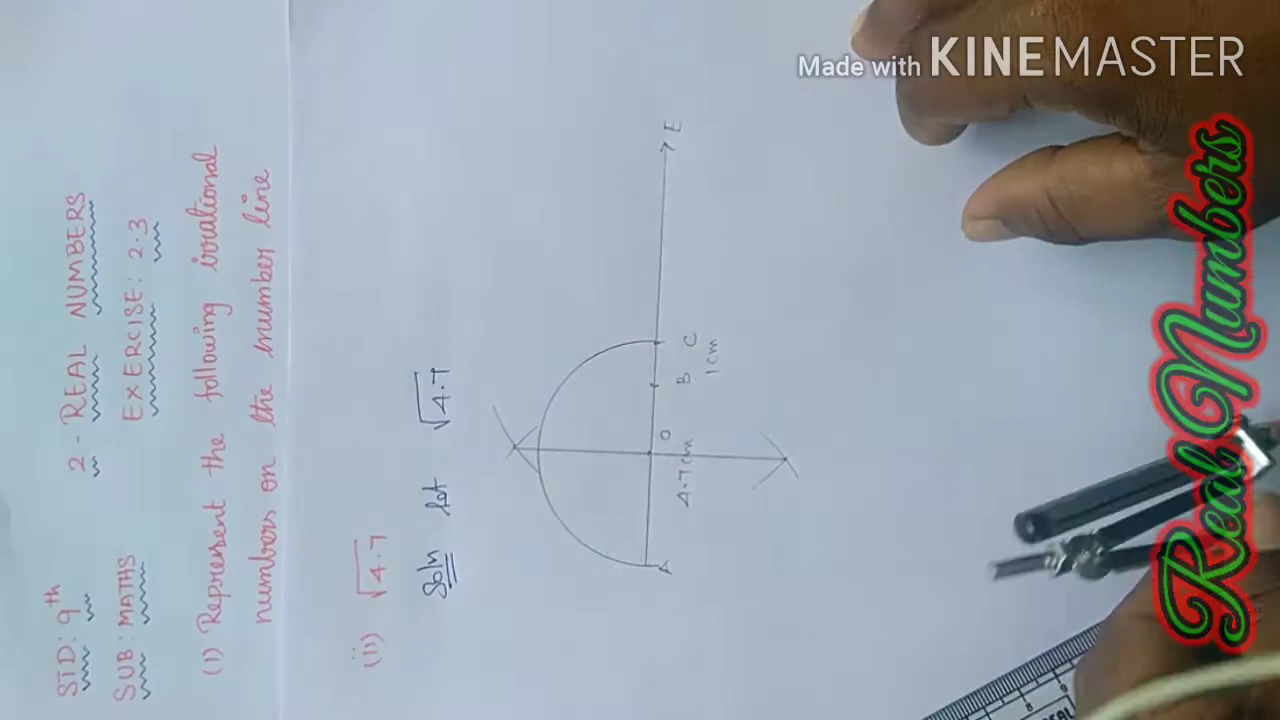 STD: 9th 2 - REAL NUMBERS
SUB: MATHS EXERCISE: 2.3
(1) Represent the following irrational
numbers on the number line
(ii) √4.7
Soln let √4.7
A O B C E
4.7cm 1cm
Made with KINEMASTER
Real Numbers
REAL